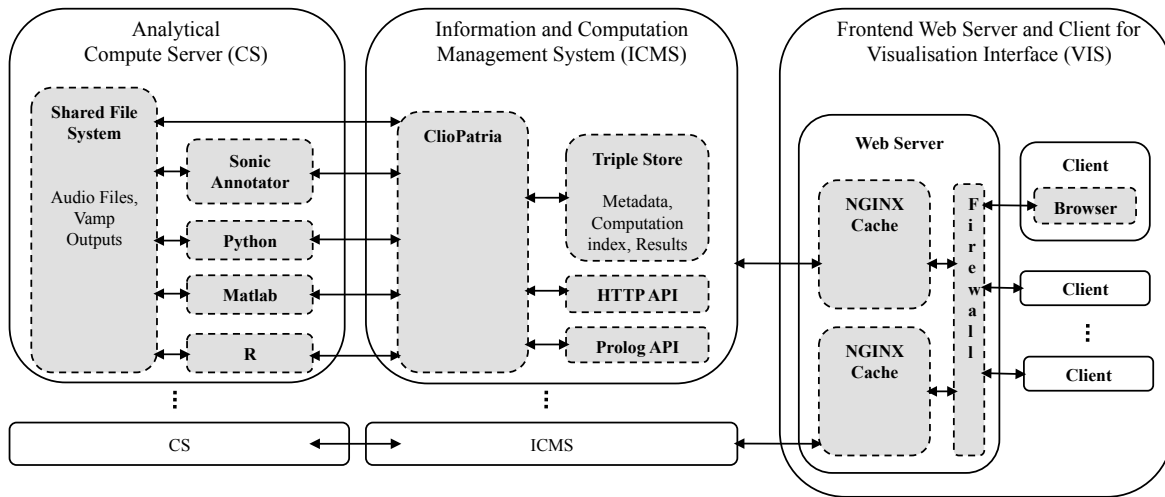 Analytical
Compute Server (CS)
Shared File
System
Audio Files,
Vamp
Outputs
Sonic
Annotator
Python
Matlab
R
⋮
CS
Information and Computation
Management System (ICMS)
ClioPatria
Triple Store
Metadata,
Computation
index, Results
HTTP API
Prolog API
⋮
ICMS
Frontend Web Server and Client for
Visualisation Interface (VIS)
Web Server
NGINX
Cache
NGINX
Cache
Firewall
Client
Browser
Client
⋮
Client